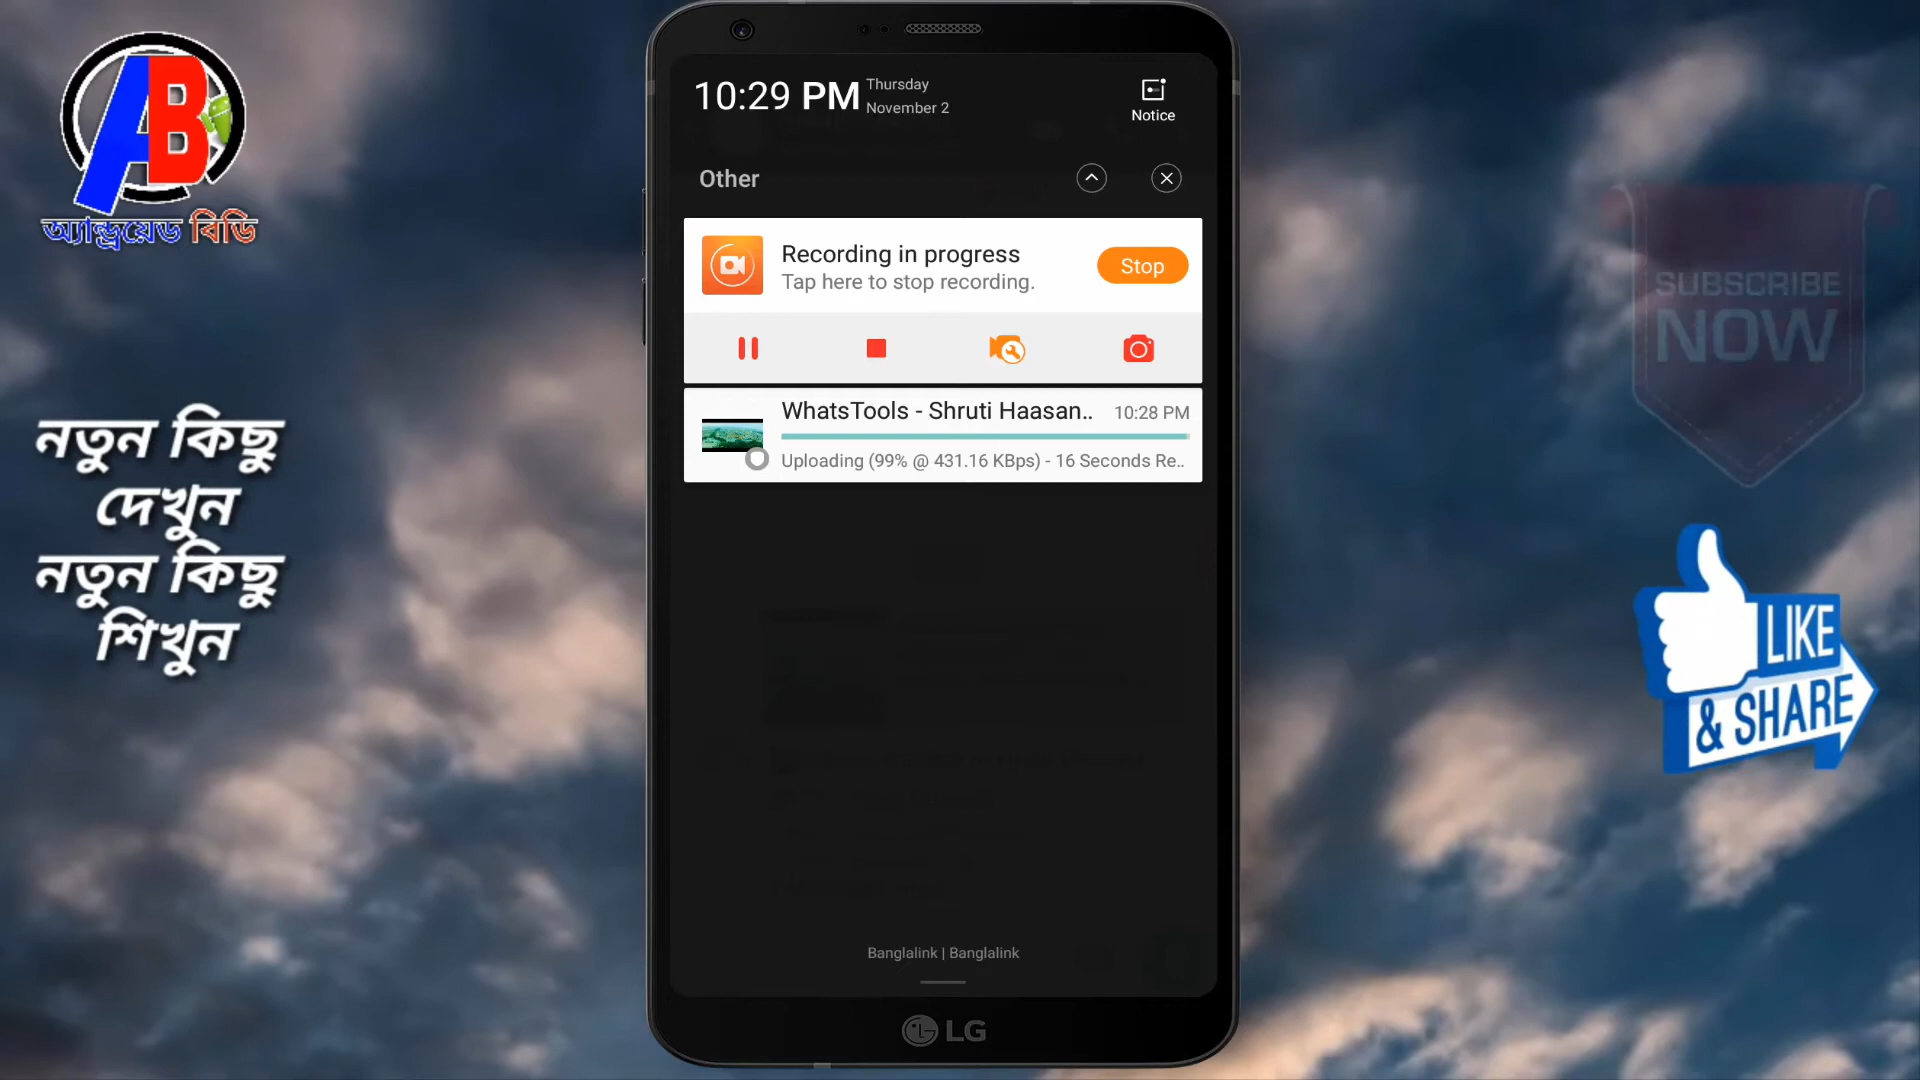 AB
অ্যান্ড্রয়েড বিডি
নতুন কিছু
দেখুন
নতুন কিছু
শিখুন
10:29 PM
Thursday
November 2
Notice
Other
Recording in progress
Tap here to stop recording.
Stop
WhatsTools - Shruti Haasan..
10:28 PM
Uploading (99% @ 431.16 KBps) - 16 Seconds Re..
Banglalink | Banglalink
LG
SUBSCRIBE
NOW
LIKE
& SHARE